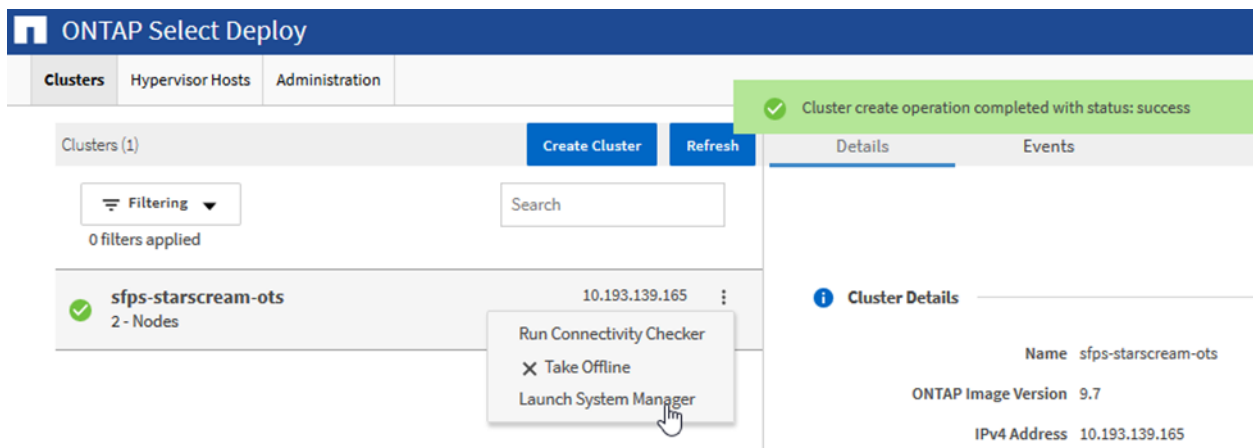 ONTAP Select Deploy
Clusters Hypervisor Hosts Administration
Cluster create operation completed with status: success
Clusters (1) Create Cluster Refresh
Details Events
Filtering
Search
0 filters applied
sfps-starscream-ots
2 - Nodes
10.193.139.165
Run Connectivity Checker
Take Offline
Launch System Manager
Cluster Details
Name sfps-starscream-ots
ONTAP Image Version 9.7
IPv4 Address 10.193.139.165